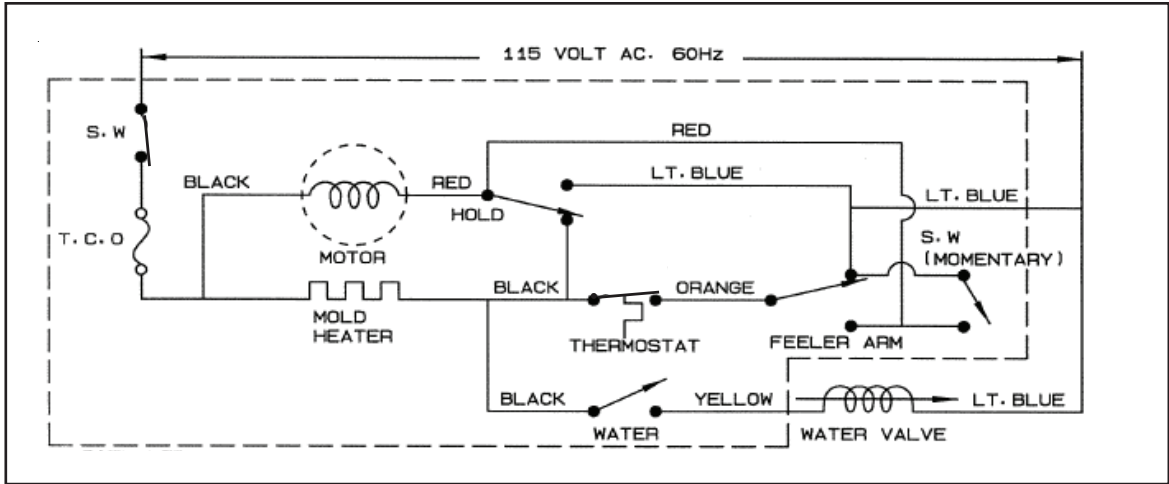 115 VOLT AC. 60Hz
S.W
RED
BLACK
RED
LT.BLUE
LT.BLUE
HOLD
T.C.O
MOTOR
S.W
(MOMENTARY)
BLACK
ORANGE
MOLD
HEATER
THERMOSTAT
FEELER ARM
BLACK
YELLOW
LT.BLUE
WATER
WATER VALVE